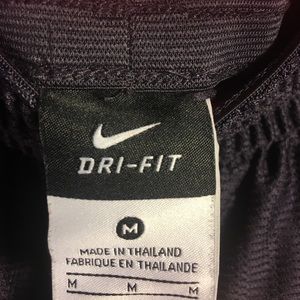 DRI-FIT
M
MADE IN THAILAND
FABRIQUE EN THAILANDE
M M M